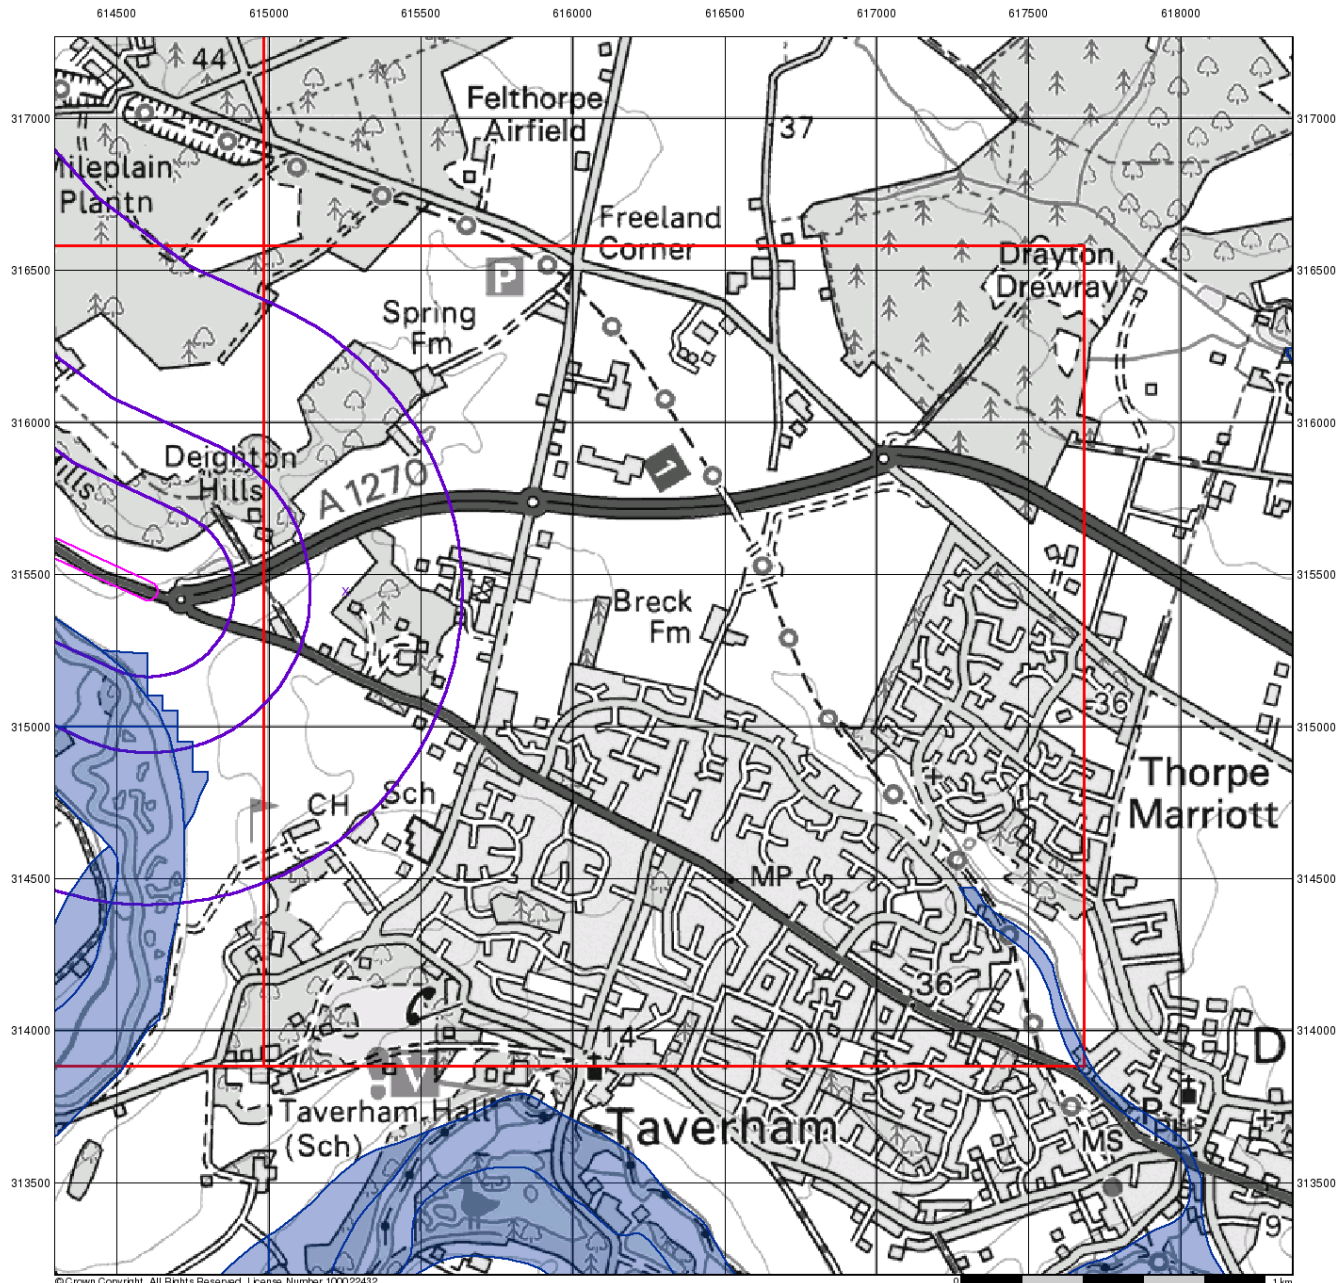 614500 615000 615500 616000 616500 617000 617500 618000
317000 317000
316500 316500
316000 316000
315500 315500
315000 315000
314500 314500
314000 314000
313500 313500
44
Felthorpe
Airfield
37
Mileplain
Plantn
Freeland
Corner
P
Drayton
Drewray
Spring
Fm
Deighton
Hills
A 1270
1
Breck
Fm
36
Thorpe
Marriott
CH
Sch
MP
36
14
D
V
Taverham Hall
(Sch)
Taverham
MS
PH
9
© Crown Copyright. All Rights Reserved. License Number 100022432
0 1 km